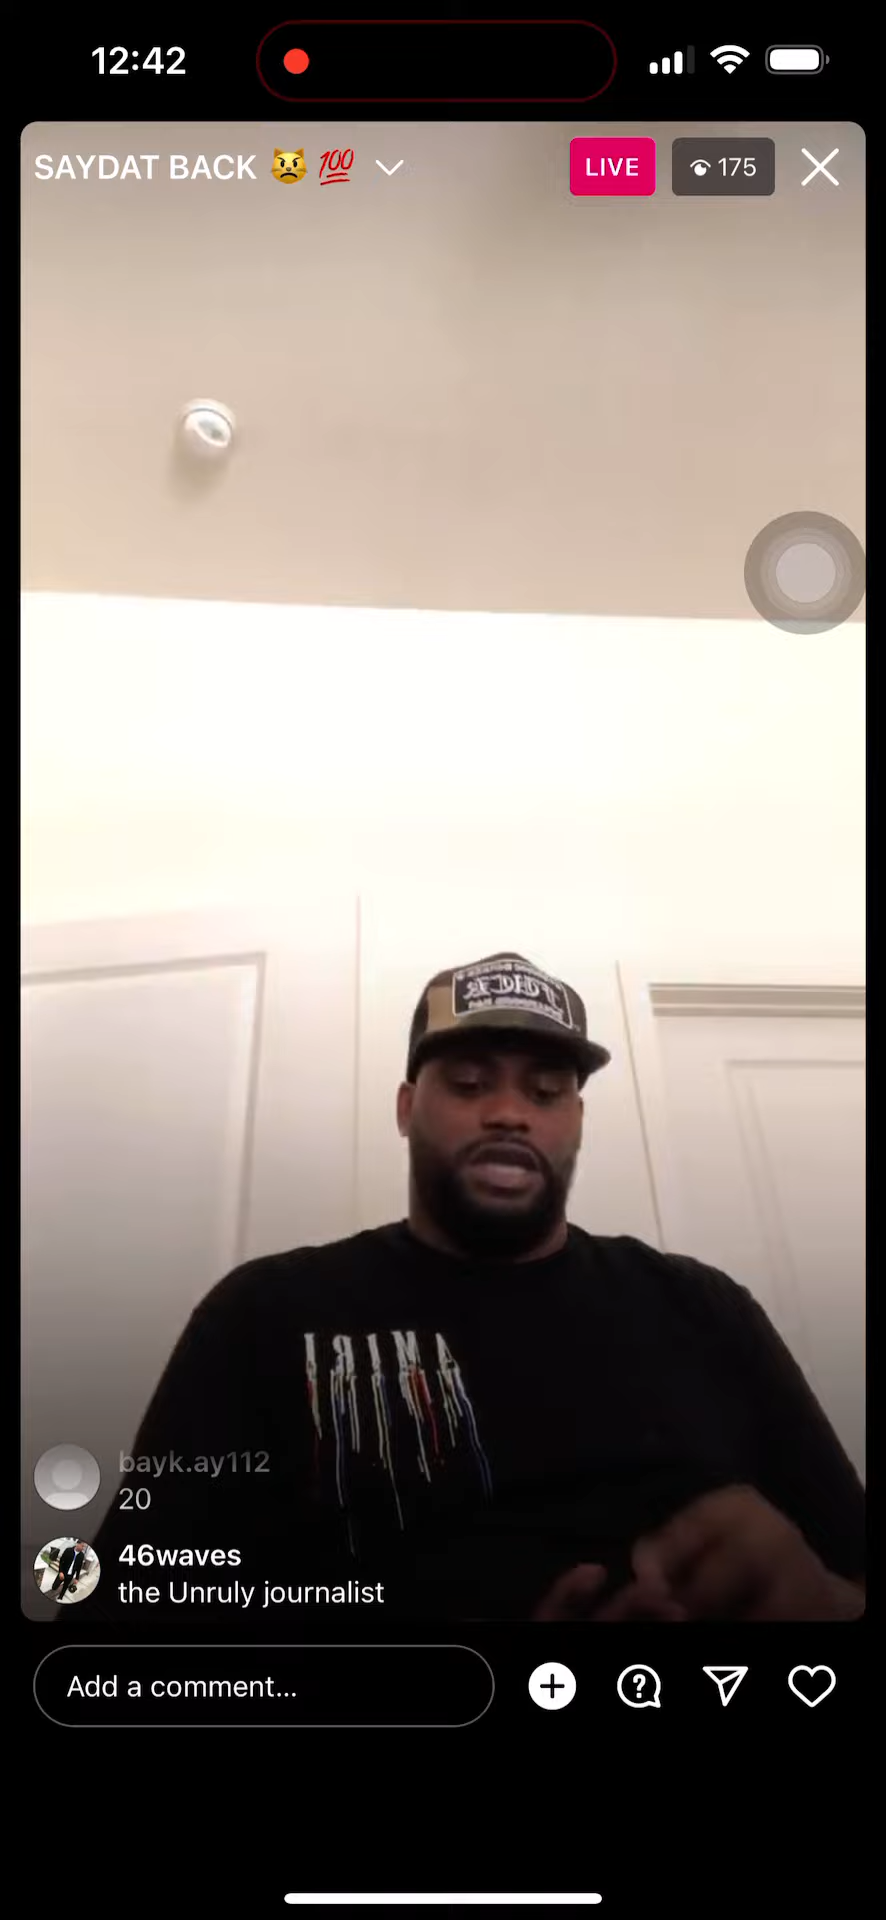 12:42
SAYDAT BACK 😾 💯
LIVE
175
AMIRI
bayk.ay112
20
46waves
the Unruly journalist
Add a comment...